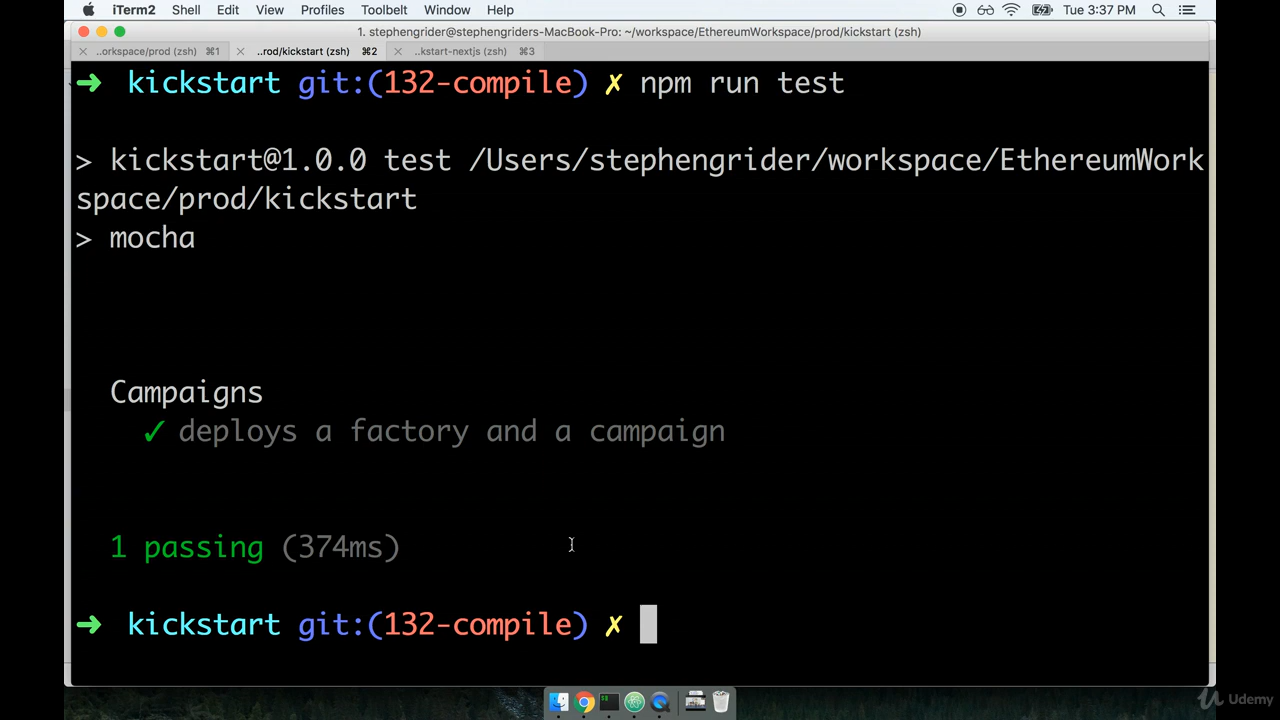 iTerm2 Shell Edit View Profiles Toolbelt Window Help Tue 3:37 PM
1. stephengrider@stephengriders-MacBook-Pro: ~/workspace/EthereumWorkspace/prod/kickstart (zsh)
..orkspace/prod (zsh) ⌘1 ..rod/kickstart (zsh) ⌘2 ..kstart-nextjs (zsh) ⌘3
➜ kickstart git:(132-compile) ✗ npm run test
> kickstart@1.0.0 test /Users/stephengrider/workspace/EthereumWork
space/prod/kickstart
> mocha
Campaigns
✓ deploys a factory and a campaign
1 passing (374ms)
➜ kickstart git:(132-compile) ✗
Udemy